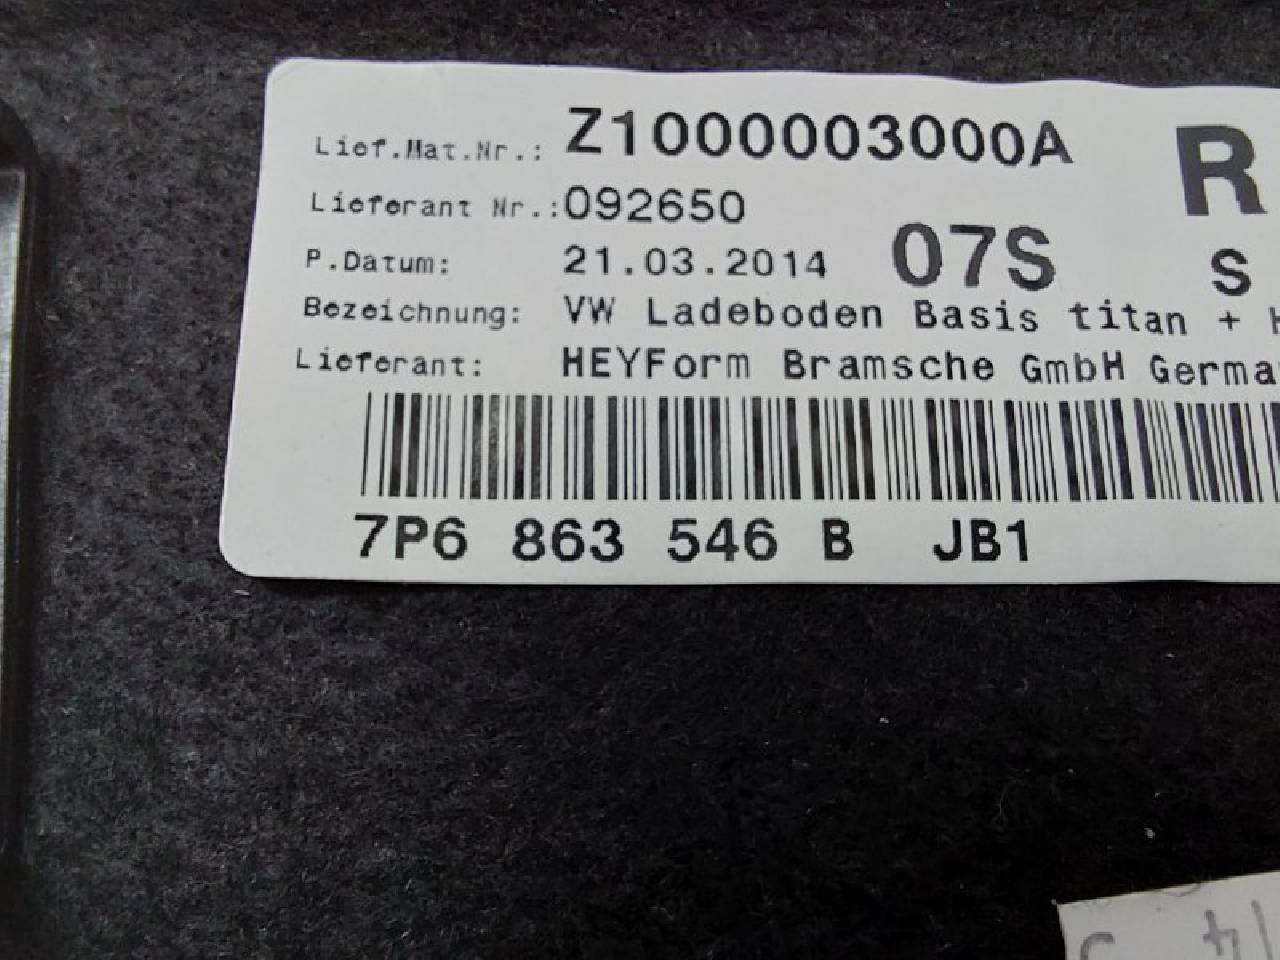 Lief.Mat.Nr.: Z1000003000A R
Lieferant Nr.:092650
P.Datum: 21.03.2014 07S S
Bezeichnung: VW Ladeboden Basis titan +
Lieferant: HEYForm Bramsche GmbH Germa
7P6 863 546 B JB1